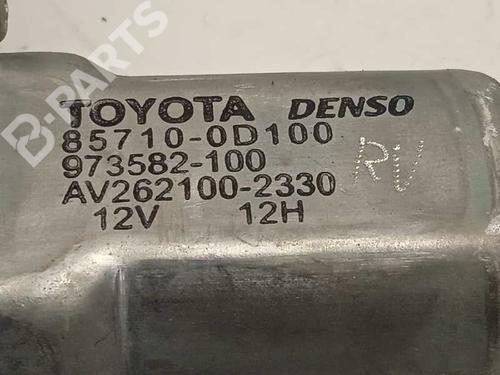 B-PARTS
TOYOTA DENSO
85710-0D100
973582-100
AV262100-2330
12V 12H
RV